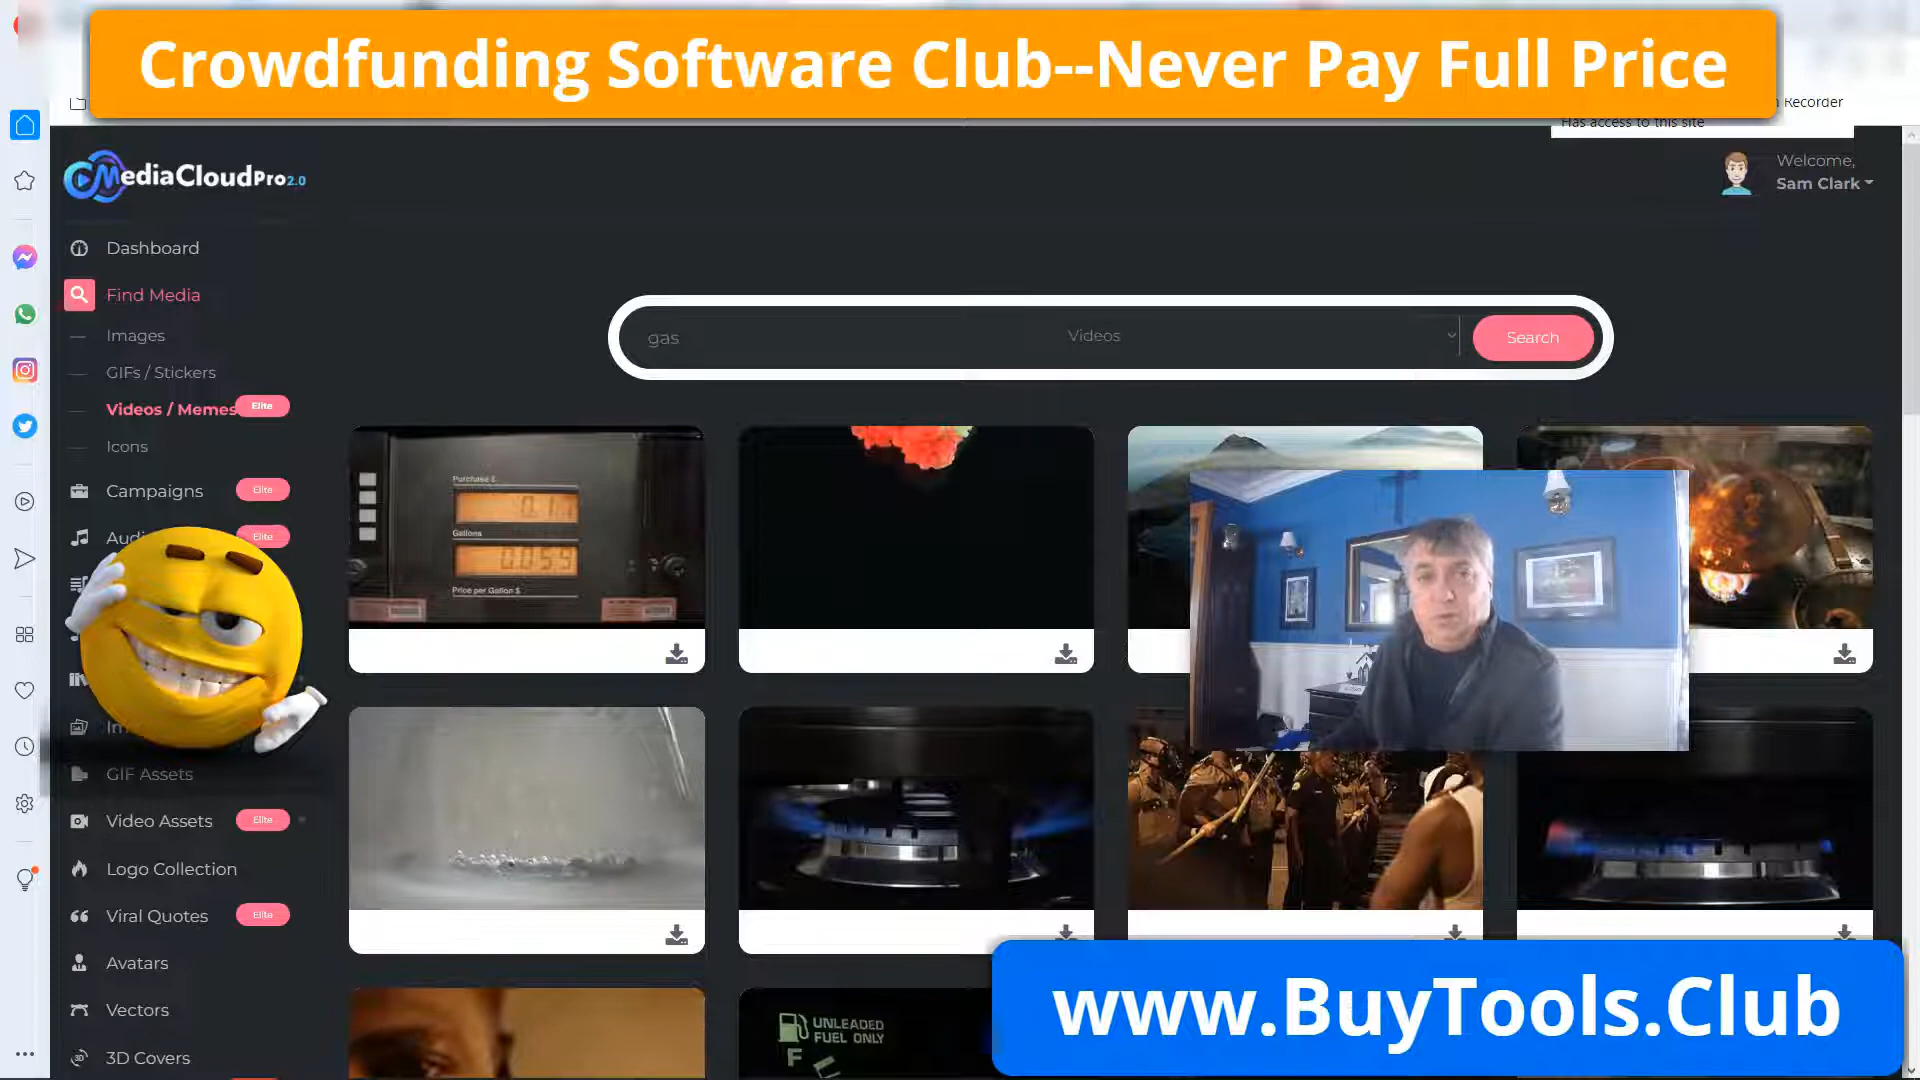 Crowdfunding Software Club--Never Pay Full Price
Recorder
Has access to this site
MediaCloudPro2.0
Welcome,
Sam Clark
Dashboard
Find Media
Images
GIFs / Stickers
Videos / Memes Elite
Icons
gas Videos Search
Campaigns Elite
Elite
GIF Assets
Video Assets Elite
Logo Collection
Viral Quotes Elite
Avatars
Vectors
3D Covers
3D
Purchase $
Gallons
Price per Gallon $
UNLEADED
FUEL ONLY
F
www.BuyTools.Club